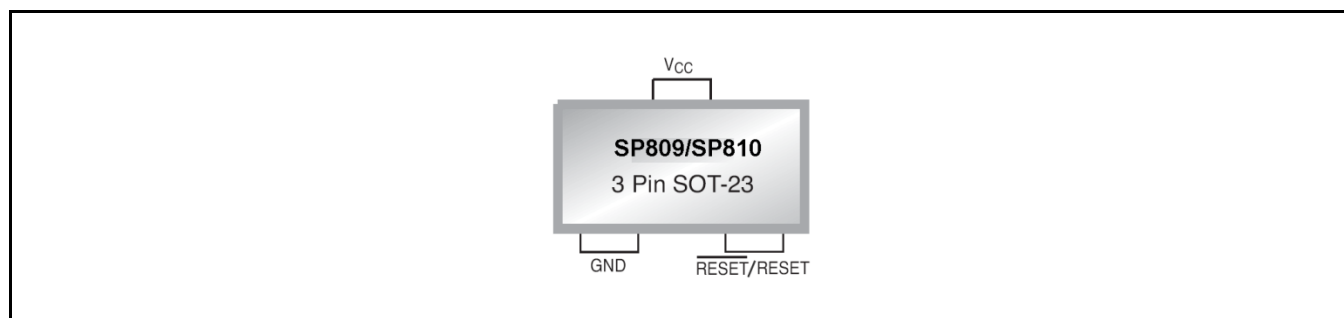 VCC
SP809/SP810
3 Pin SOT-23
GND
RESET/RESET